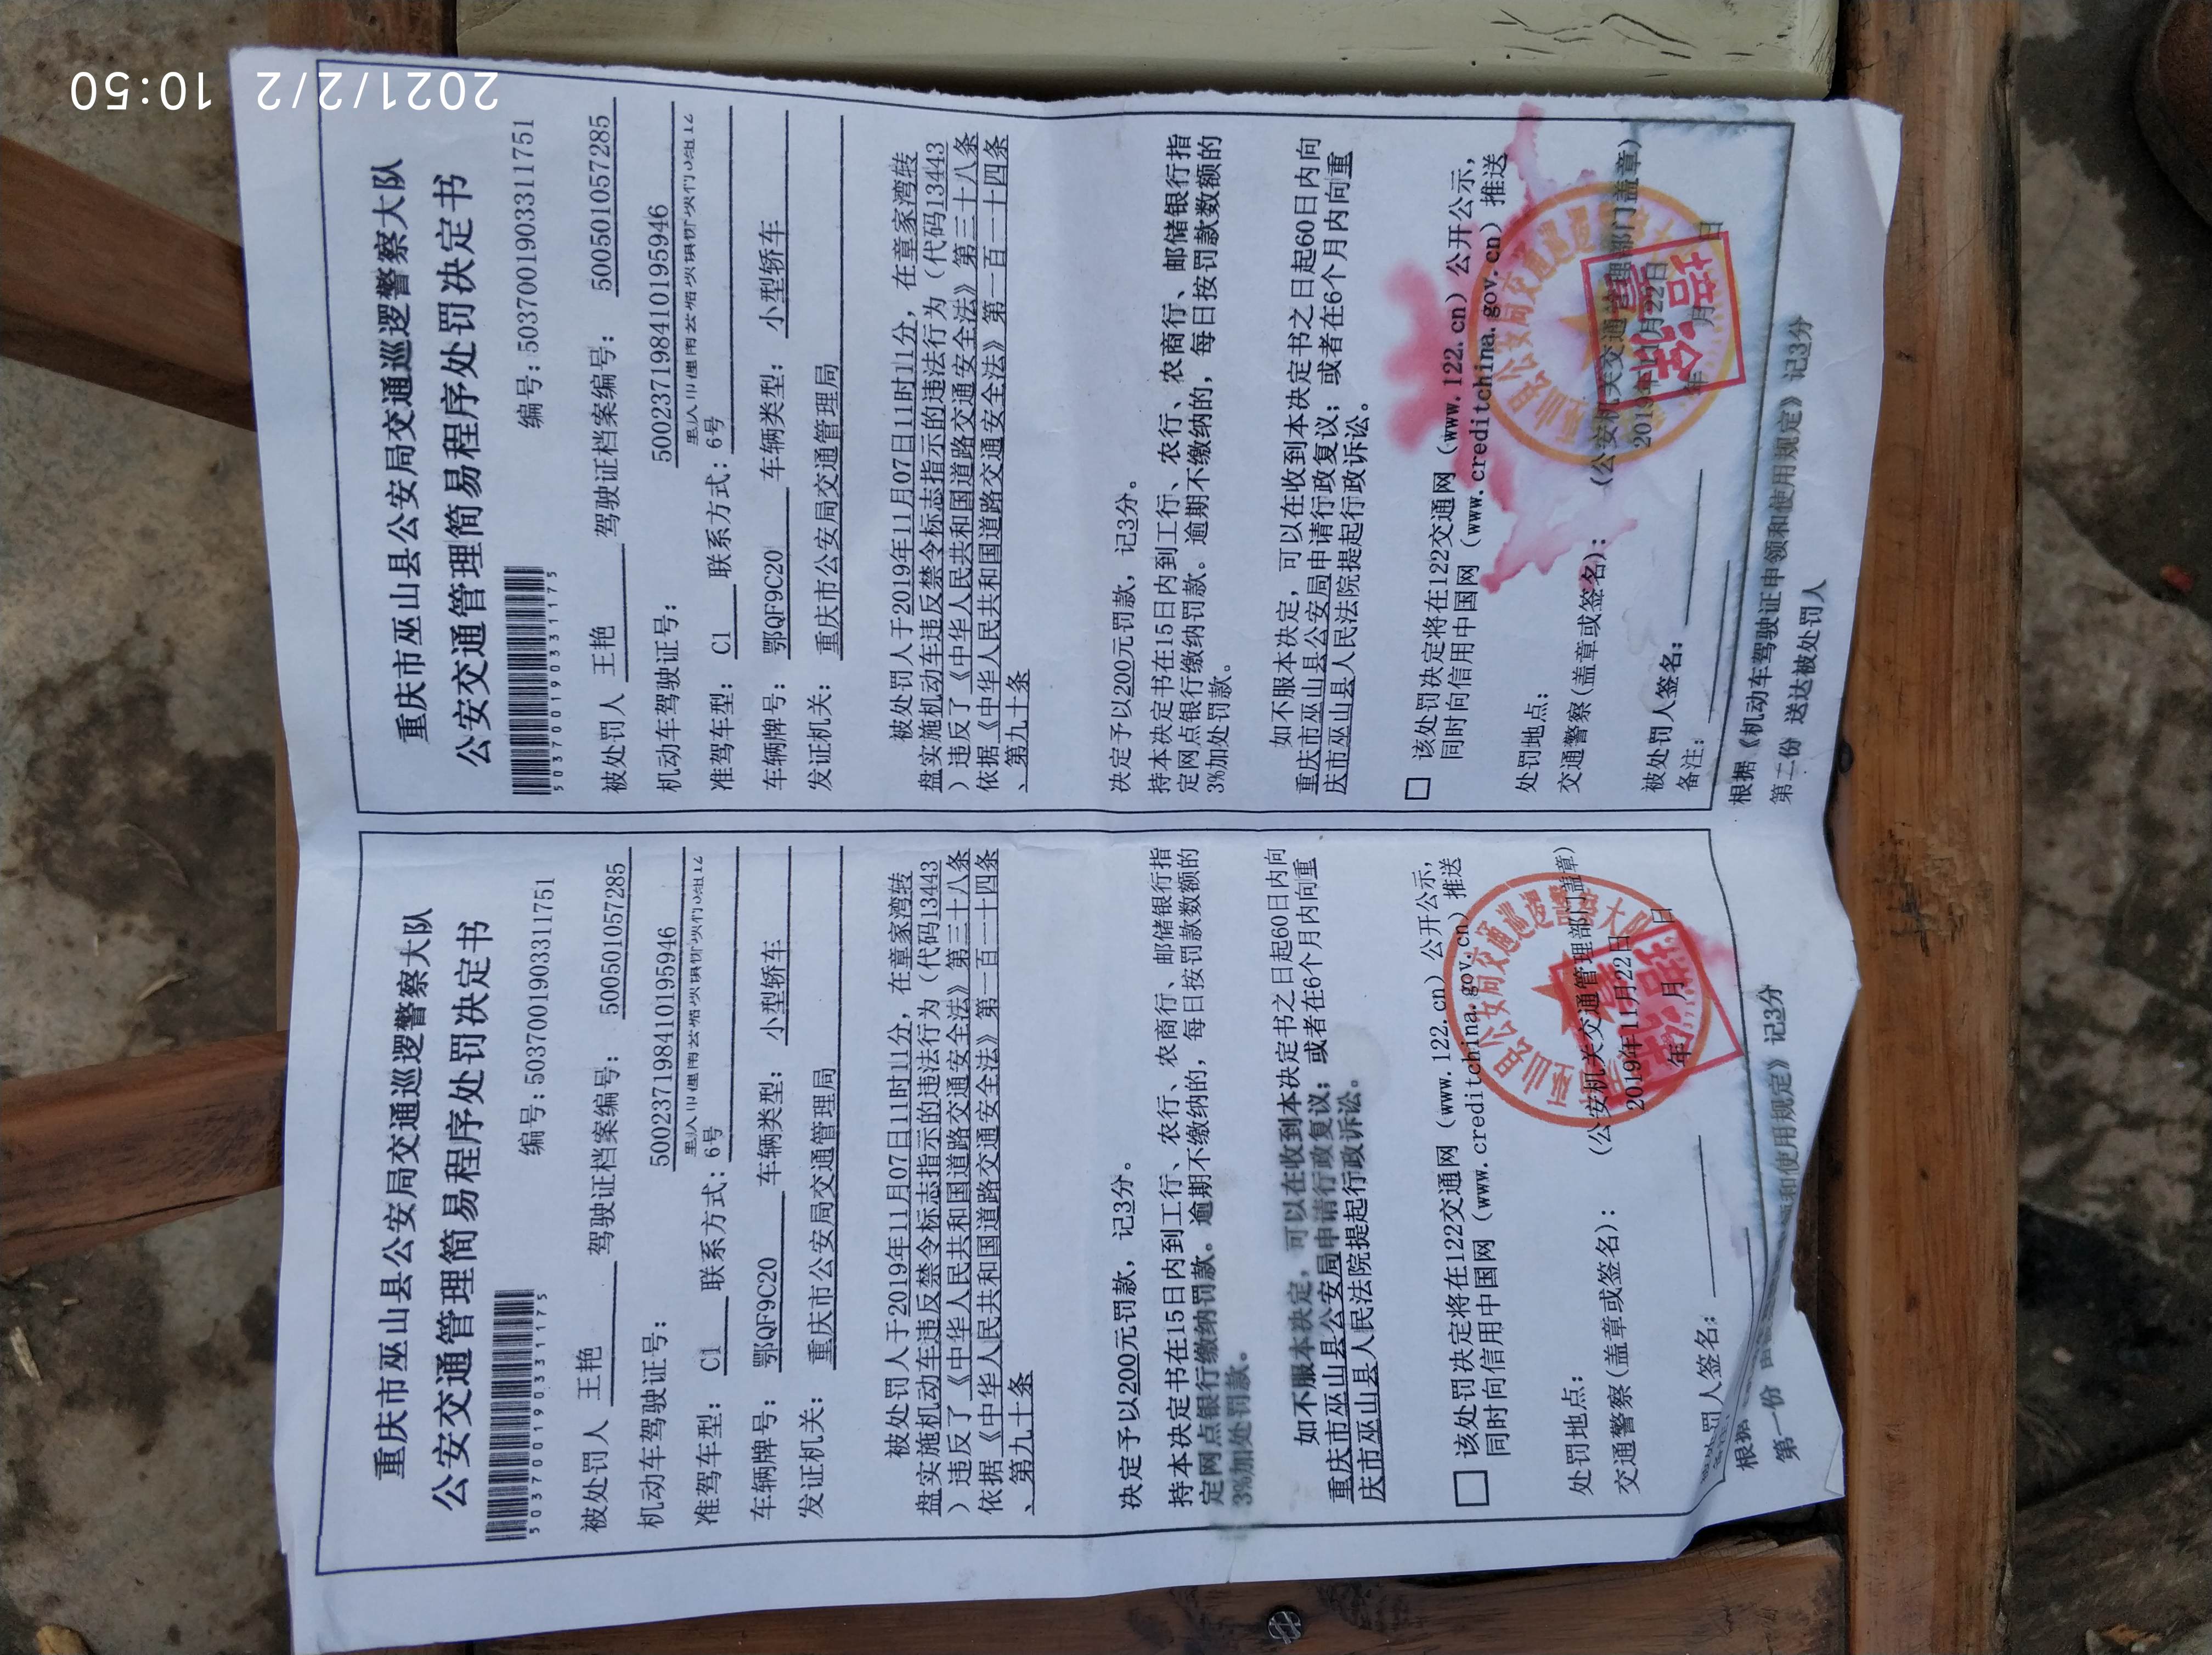 2021/2/2 10:50
重庆市巫山县公安局交通巡逻警察大队
公安交通管理简易程序处罚决定书
503700190331175
编号：5037001903311751
被处罚人 王艳 驾驶证档案编号： 500501057285
机动车驾驶证号： 500237198410195946
重庆市潼南县塘坝镇桥坝村3组12
准驾车型： C1 联系方式： 6号
车辆牌号： 鄂QF9C20 车辆类型： 小型轿车
发证机关： 重庆市公安局交通管理局
被处罚人于2019年11月07日11时11分，在章家湾转
盘实施机动车违反禁令标志指示的违法行为（代码13443
）违反了《中华人民共和国道路交通安全法》第三十八条
依据《中华人民共和国道路交通安全法》第一百一十四条
、第九十条
决定予以200元罚款，记3分。
持本决定书在15日内到工行、农行、农商行、邮储银行指
定网点银行缴纳罚款。逾期不缴纳的，每日按罚款数额的
3%加处罚款。
如不服本决定，可以在收到本决定书之日起60日内向
重庆市巫山县公安局申请行政复议；或者在6个月内向重
庆市巫山县人民法院提起行政诉讼。
该处罚决定将在122交通网（www.122.cn）公开公示，
同时向信用中国网（www.creditchina.gov.cn）推送
处罚地点：
交通警察(盖章或签名)： (公安机关交通管理部门盖章)
2019年11月22日
年 月 日
被处罚人签名：
备注：
根据 领和使用规定》记3分
第一份
重庆市巫山县公安局交通巡逻警察大队
公安交通管理简易程序处罚决定书
503700190331175
编号：5037001903311751
被处罚人 王艳 驾驶证档案编号： 500501057285
机动车驾驶证号： 500237198410195946
重庆市潼南县塘坝镇桥坝村3组12
准驾车型： C1 联系方式： 6号
车辆牌号： 鄂QF9C20 车辆类型： 小型轿车
发证机关： 重庆市公安局交通管理局
被处罚人于2019年11月07日11时11分，在章家湾转
盘实施机动车违反禁令标志指示的违法行为（代码13443
）违反了《中华人民共和国道路交通安全法》第三十八条
依据《中华人民共和国道路交通安全法》第一百一十四条
、第九十条
决定予以200元罚款，记3分。
持本决定书在15日内到工行、农行、农商行、邮储银行指
定网点银行缴纳罚款。逾期不缴纳的，每日按罚款数额的
3%加处罚款。
如不服本决定，可以在收到本决定书之日起60日内向
重庆市巫山县公安局申请行政复议；或者在6个月内向重
庆市巫山县人民法院提起行政诉讼。
该处罚决定将在122交通网（www.122.cn）公开公示，
同时向信用中国网（www.creditchina.gov.cn）推送
处罚地点：
交通警察(盖章或签名)： (公安机关交通管理部门盖章)
2019年11月22日
年 月 日
被处罚人签名：
备注：
根据《机动车驾驶证申领和使用规定》记3分
第二份 送达被处罚人